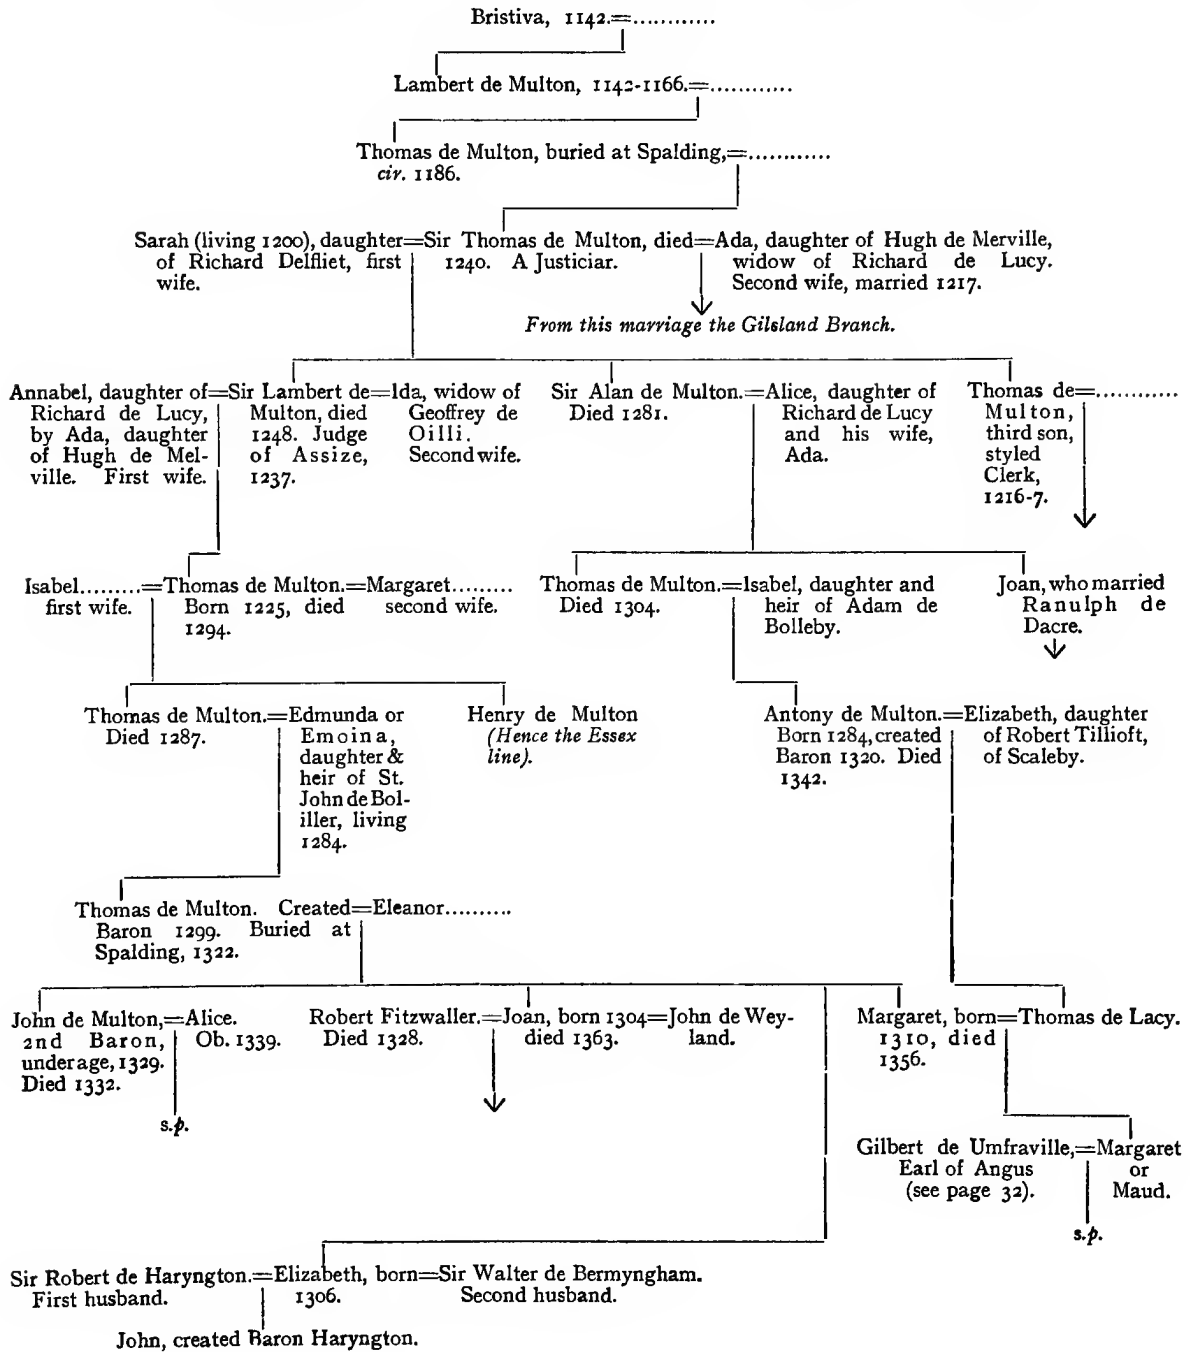 Bristiva, 1142.=............
Lambert de Multon, 1142-1166.=............
Thomas de Multon, buried at Spalding,=............
cir. 1186.
Sarah (living 1200), daughter=Sir Thomas de Multon, died=Ada, daughter of Hugh de Merville,
of Richard Delfliet, first 1240. A Justiciar. widow of Richard de Lucy.
wife. Second wife, married 1217.
From this marriage the Gilsland Branch.
Annabel, daughter of=Sir Lambert de=Ida, widow of
Richard de Lucy, Multon, died Geoffrey de
by Ada, daughter 1248. Judge Oilli.
of Hugh de Mel- of Assize, Second wife.
ville. First wife. 1237.
Sir Alan de Multon.=Alice, daughter of
Died 1281. Richard de Lucy
and his wife,
Ada.
Thomas de=............
Multon,
third son,
styled
Clerk,
1216-7.
Isabel.........=Thomas de Multon.=Margaret.........
first wife. Born 1225, died second wife.
1294.
Thomas de Multon.=Isabel, daughter and
Died 1304. heir of Adam de
Bolleby.
Joan, who married
Ranulph de
Dacre.
Thomas de Multon.=Edmunda or
Died 1287. Emoina,
daughter &
heir of St.
John de Bol-
iller, living
1284.
Henry de Multon
(Hence the Essex
line).
Antony de Multon.=Elizabeth, daughter
Born 1284, created of Robert Tillioft,
Baron 1320. Died of Scaleby.
1342.
Thomas de Multon. Created=Eleanor..........
Baron 1299. Buried at
Spalding, 1322.
John de Multon,=Alice.
2nd Baron, Ob. 1339.
under age, 1329.
Died 1332.
s.p.
Robert Fitzwaller.=Joan, born 1304=John de Wey-
Died 1328. died 1363. land.
Margaret, born=Thomas de Lacy.
1310, died
1356.
Gilbert de Umfraville,=Margaret
Earl of Angus or
(see page 32). Maud.
s.p.
Sir Robert de Haryngton.=Elizabeth, born=Sir Walter de Bermyngham.
First husband. 1306. Second husband.
John, created Baron Haryngton.